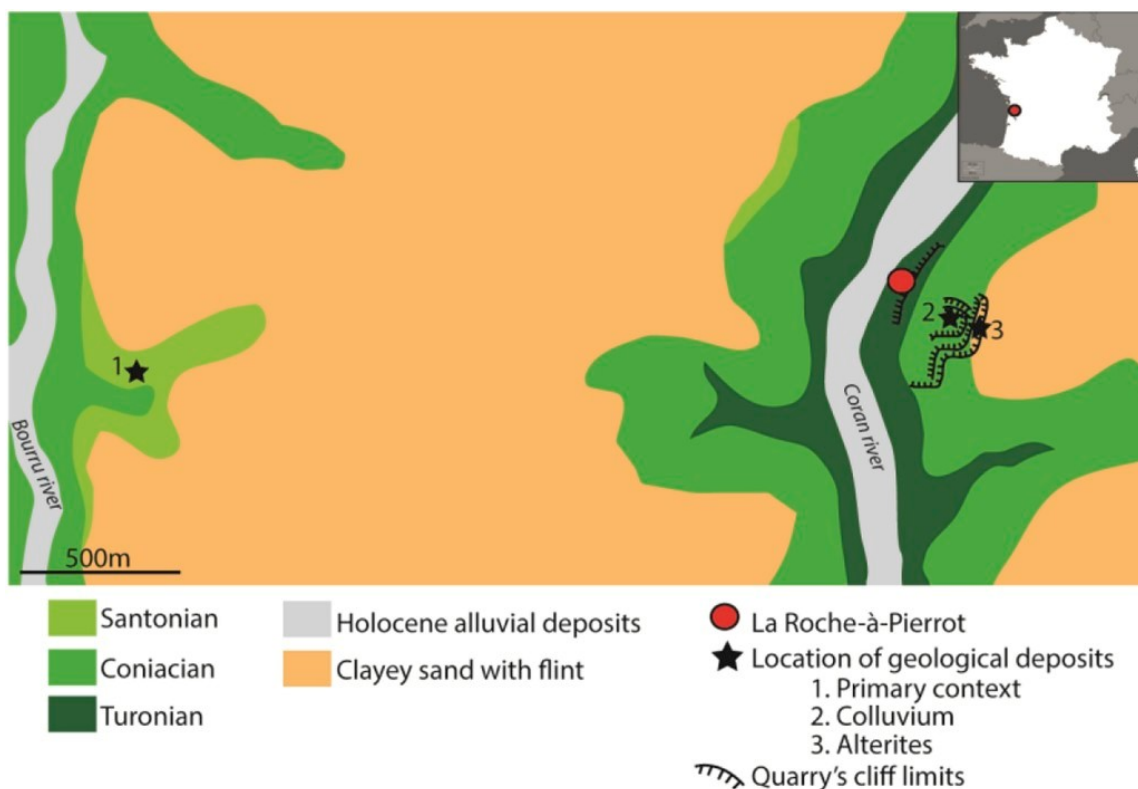 1
2
3
Bourru river
Coran river
500m
Santonian
Coniacian
Turonian
Holocene alluvial deposits
Clayey sand with flint
La Roche-à-Pierrot
Location of geological deposits
1. Primary context
2. Colluvium
3. Alterites
Quarry's cliff limits